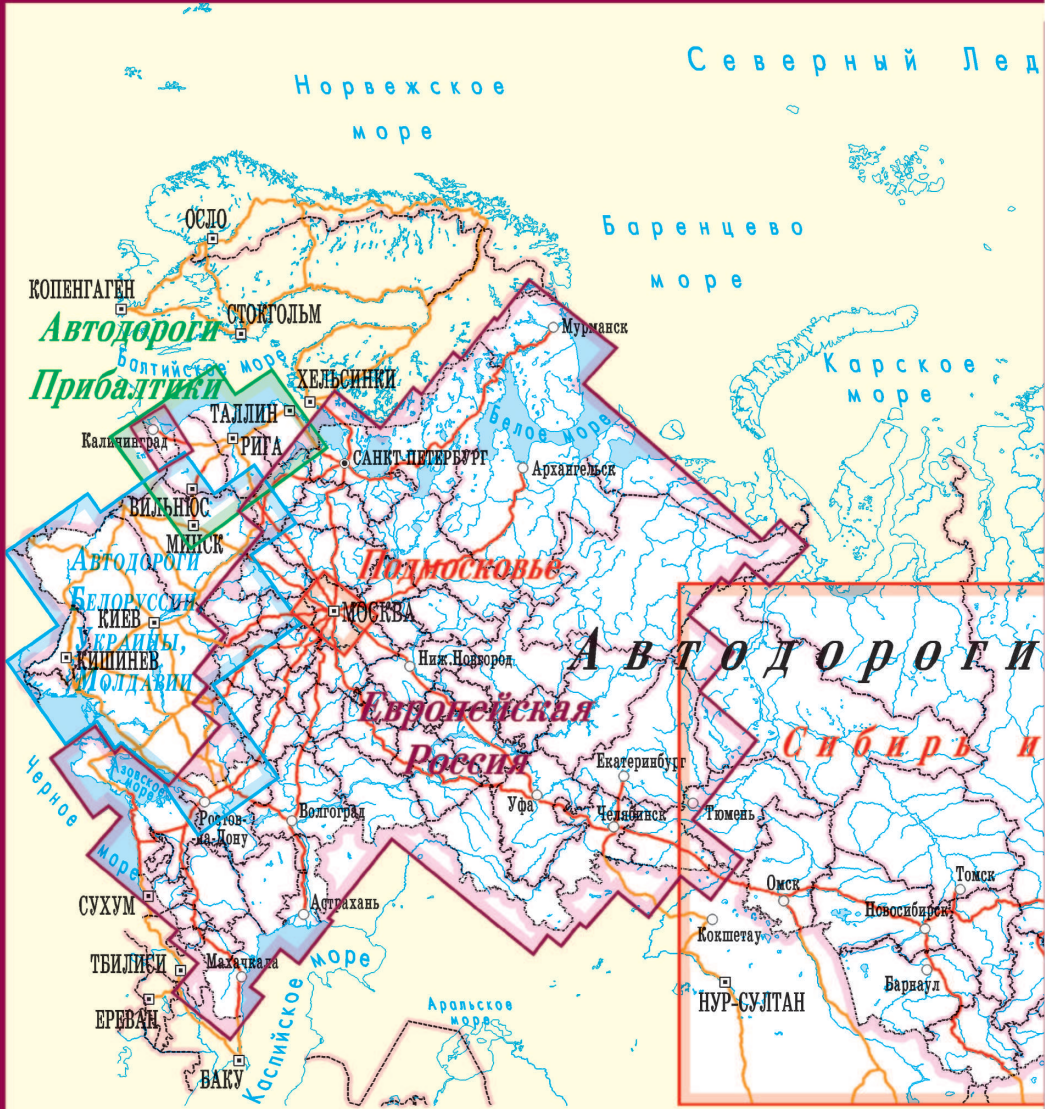 Северный Лед
Норвежское
море
Баренцево
море
Карское
море
ОСЛО
КОПЕНГАГЕН
СТОКГОЛЬМ
Автодороги
Прибалтики
Балтийское море
ХЕЛЬСИНКИ
ТАЛЛИН
РИГА
Калининград
ВИЛЬНЮС
МИНСК
Мурманск
Белое море
САНКТ-ПЕТЕРБУРГ
Архангельск
Автодороги
Белоруссии,
Украины,
Молдавии
КИЕВ
КИШИНЕВ
Подмосковье
МОСКВА
Ниж.Новгород
Автодороги
Европейская
Россия
Сибирь и
Екатеринбург
Уфа
Челябинск
Тюмень
Черное
море
Азовское
море
Ростов-
на-Дону
Волгоград
Астрахань
Омск
Томск
Новосибирск
Кокшетау
Барнаул
НУР-СУЛТАН
СУХУМ
ТБИЛИСИ
Махачкала
ЕРЕВАН
БАКУ
Каспийское море
Аральское
море